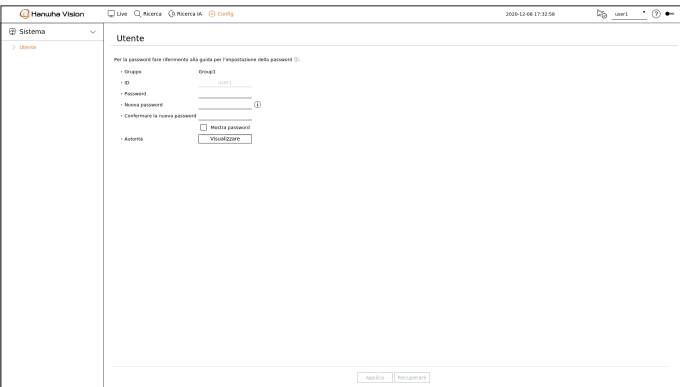 Hanwha Vision
Live Ricerca Ricerca IA Config
2020-12-08 17:32:58
user1
Sistema
> Utente
Utente
Per la password fare riferimento alla guida per l'impostazione della password
Gruppo Group1
ID user1
Password
Nuova password
Confermare la nuova password
Mostra password
Autorità Visualizzare
Applica Recuperare